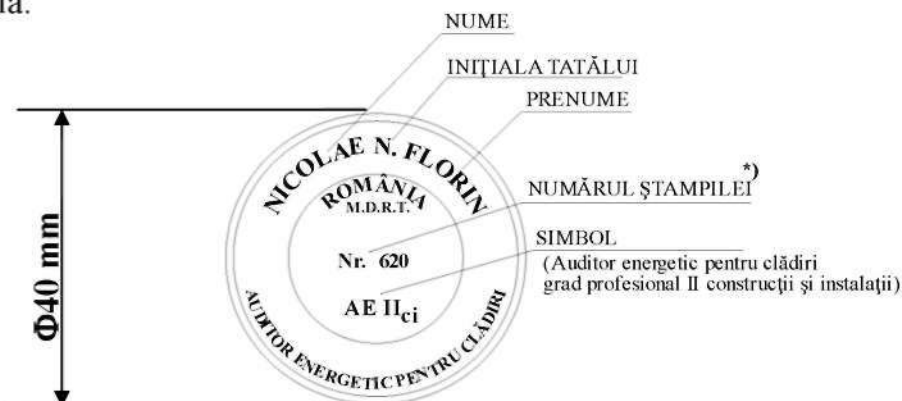 ia.
NUME
INIŢIALA TATĂLUI
PRENUME
NUMĂRUL ŞTAMPILEI*)
SIMBOL
(Auditor energetic pentru clădiri
grad profesional II construcţii şi instalaţii)
Φ40 mm
NICOLAE N. FLORIN
ROMÂNIA
M.D.R.T.
Nr. 620
AE IIci
AUDITOR ENERGETIC PENTRU CLĂDIRI